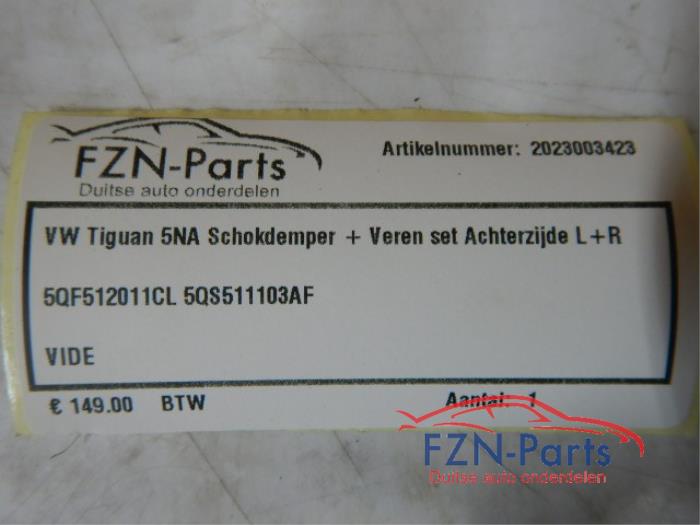 FZN-Parts
Duitse auto onderdelen
Artikelnummer: 2023003423
VW Tiguan 5NA Schokdemper + Veren set Achterzijde L+R
5QF512011CL 5QS511103AF
VIDE
€ 149.00 BTW
Aantal: 1
FZN-Parts
Duitse auto onderdelen